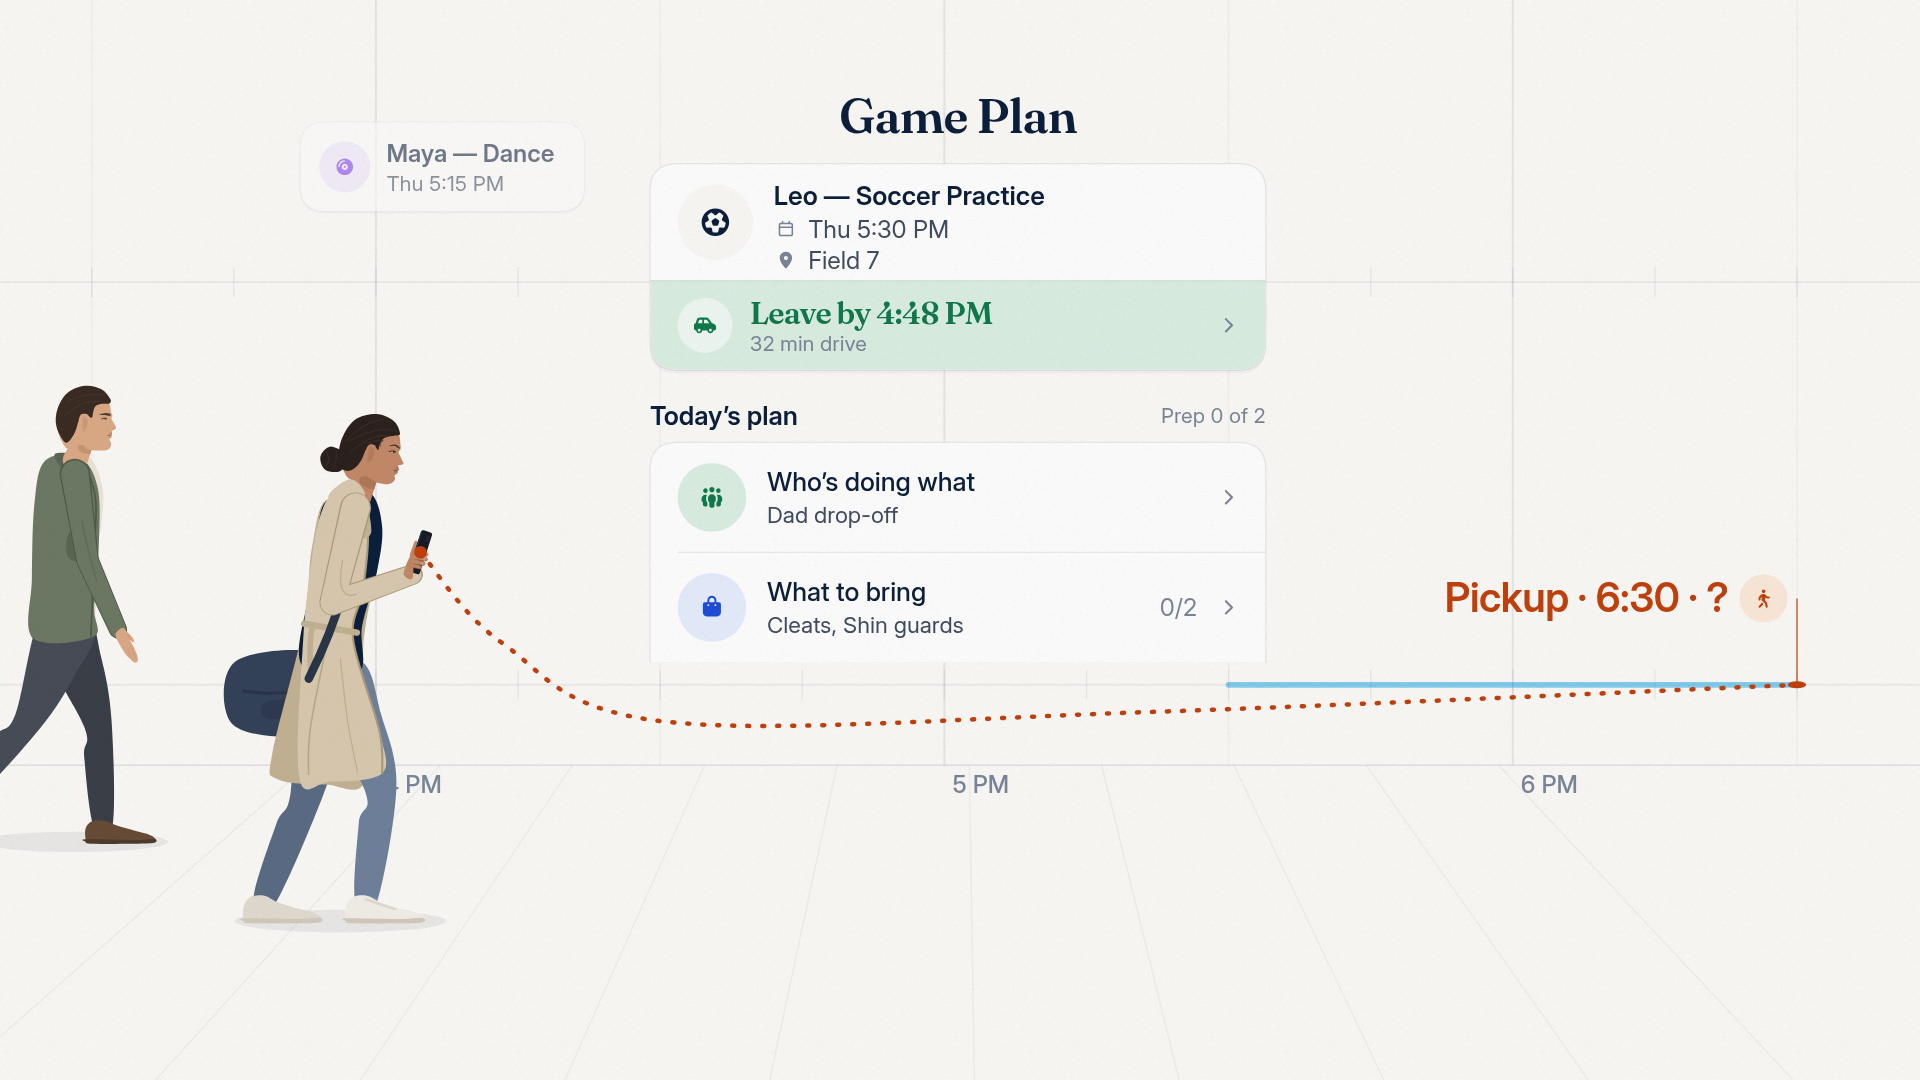 Game Plan
Maya — Dance
Thu 5:15 PM
Leo — Soccer Practice
Thu 5:30 PM
Field 7
Leave by 4:48 PM
32 min drive
Today’s plan
Prep 0 of 2
Who’s doing what
Dad drop-off
What to bring
Cleats, Shin guards
0/2
Pickup · 6:30 · ?
PM
5 PM
6 PM